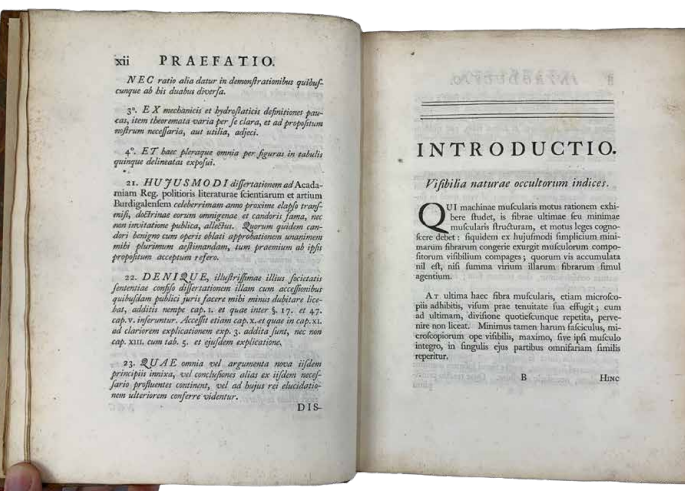 xii PRAEFATIO.
NEC ratio alia datur in demonstrationibus quibus-
cunque ab his duabus diversa.
3°. EX mechanicis et hydrostaticis definitiones pau-
cas, item theoremata varia per se clara, et ad propositum
nostrum necessaria, aut utilia, adjeci.
4°. ET haec pleraque omnia per figuras in tabulis
quinque delineatas exposui.
21. HUJUSMODI dissertationem ad Acade-
miam Reg. politioris literaturae scientiarum et artium
Burdigalensem celeberrimam anno proxime elapso trans-
misi, doctrinae eorum omnigenae et candoris fama, nec
non invitatione publica, allectus. Quorum quidem can-
dori benigno cum operis oblati approbationem unanimem
mihi plurimum aestimandam, tum praemium ab ipsis
propositum acceptum refero.
22. DENIQUE, illustrissimae illius societatis
sententiae confiso dissertationem illam cum accessionibus
quibusdam publici juris facere mihi minus dubitare lice-
bat, additis nempe cap. 1. et quae inter §. 17. et 47.
cap. v. inseruntur. Accessit etiam cap. x. et quae in cap. xi.
ad clariorem explicationem exp. 3. addita sunt, nec non
cap. XIII. cum tab. 5. et ejusdem explicatione.
23. QUAE omnia vel argumenta nova iisdem
principiis innixa, vel conclusiones alias ex iisdem neces-
sario profluentes continent, vel ad hujus rei elucidatio-
nem ulteriorem conferre videntur.
DIS-
INTRODUCTIO.
Visibilia naturae occultorum indices.
QUI machinae muscularis motus rationem exhi-
bere studet, is fibrae ultimae seu minimae
muscularis structuram, et motus leges cogno-
scere debet: siquidem ex hujusmodi simplicium mini-
marum fibrarum congerie exurgit musculorum compo-
sitorum visibilium compages; quorum vis accumulata
nil est, nisi summa virium illarum fibrarum simul
agentium.
AT ultima haec fibra muscularis, etiam microsco-
piis adhibitis, visum prae tenuitate sua effugit; cum
ad ultimam, divisione quotiescunque repetita, perve-
nire non liceat. Minimus tamen harum fasciculus, mi-
croscopiorum ope visibilis, maximo, sive ipsi musculo
integro, in singulis ejus partibus omnifariam similis
reperitur.
B HINC